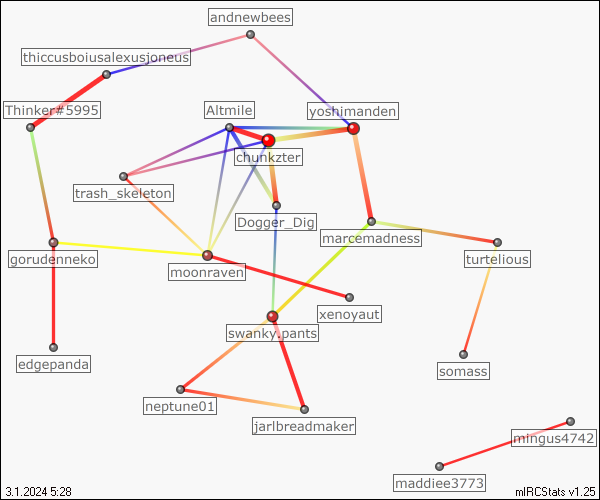 andnewbees
thiccusboiusalexusjoneus
Thinker#5995
Altmile
yoshimanden
chunkzter
trash_skeleton
Dogger_Dig
marcemadness
gorudenneko
moonraven
turtelious
xenoyaut
swanky.pants
edgepanda
somass
neptune01
jarlbreadmaker
mingus4742
maddiee3773
3.1.2024 5:28
mIRCStats v1.25